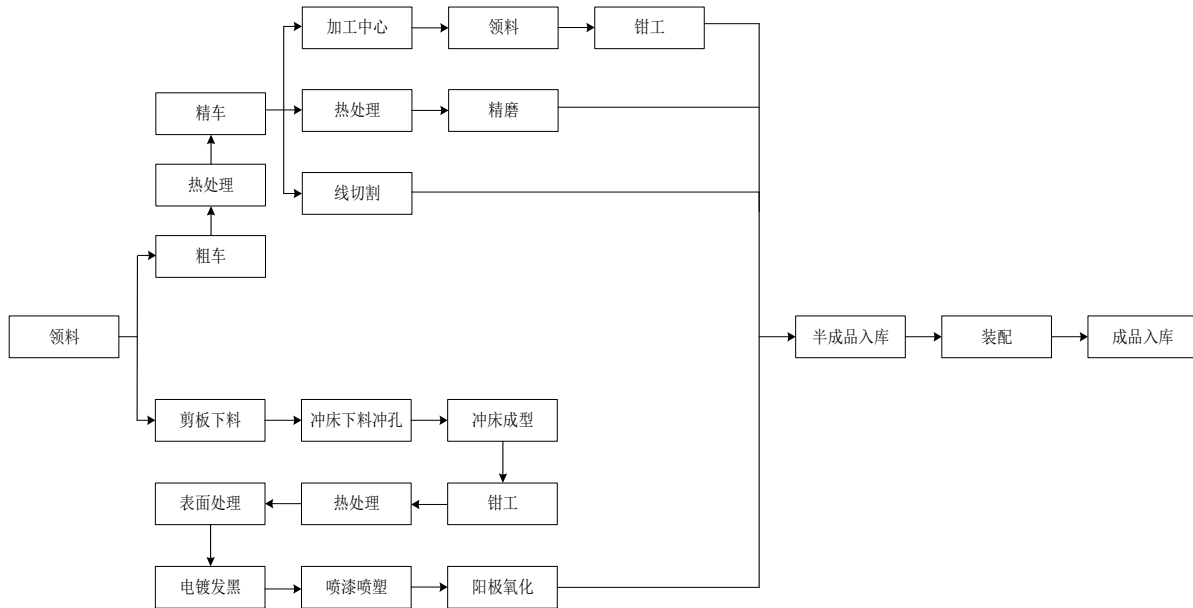 加工中心
领料
钳工
精车
热处理
精磨
热处理
线切割
粗车
领料
半成品入库
装配
成品入库
剪板下料
冲床下料冲孔
冲床成型
表面处理
热处理
钳工
电镀发黑
喷漆喷塑
阳极氧化